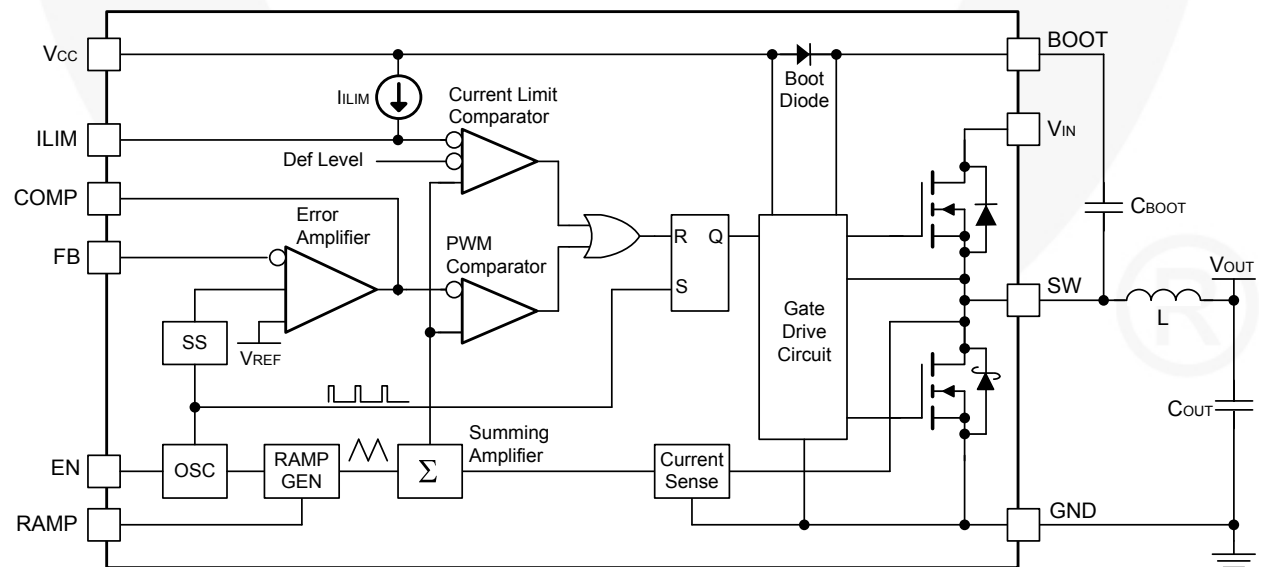 VCC
BOOT
Boot
Diode
IILIM
Current Limit
Comparator
VIN
ILIM
Def Level
COMP
CBOOT
Error
Amplifier
PWM
Comparator
R
Q
FB
S
Gate
Drive
Circuit
SW
VOUT
L
SS
VREF
COUT
®
Summing
Amplifier
EN
OSC
RAMP
GEN
Σ
Current
Sense
RAMP
GND